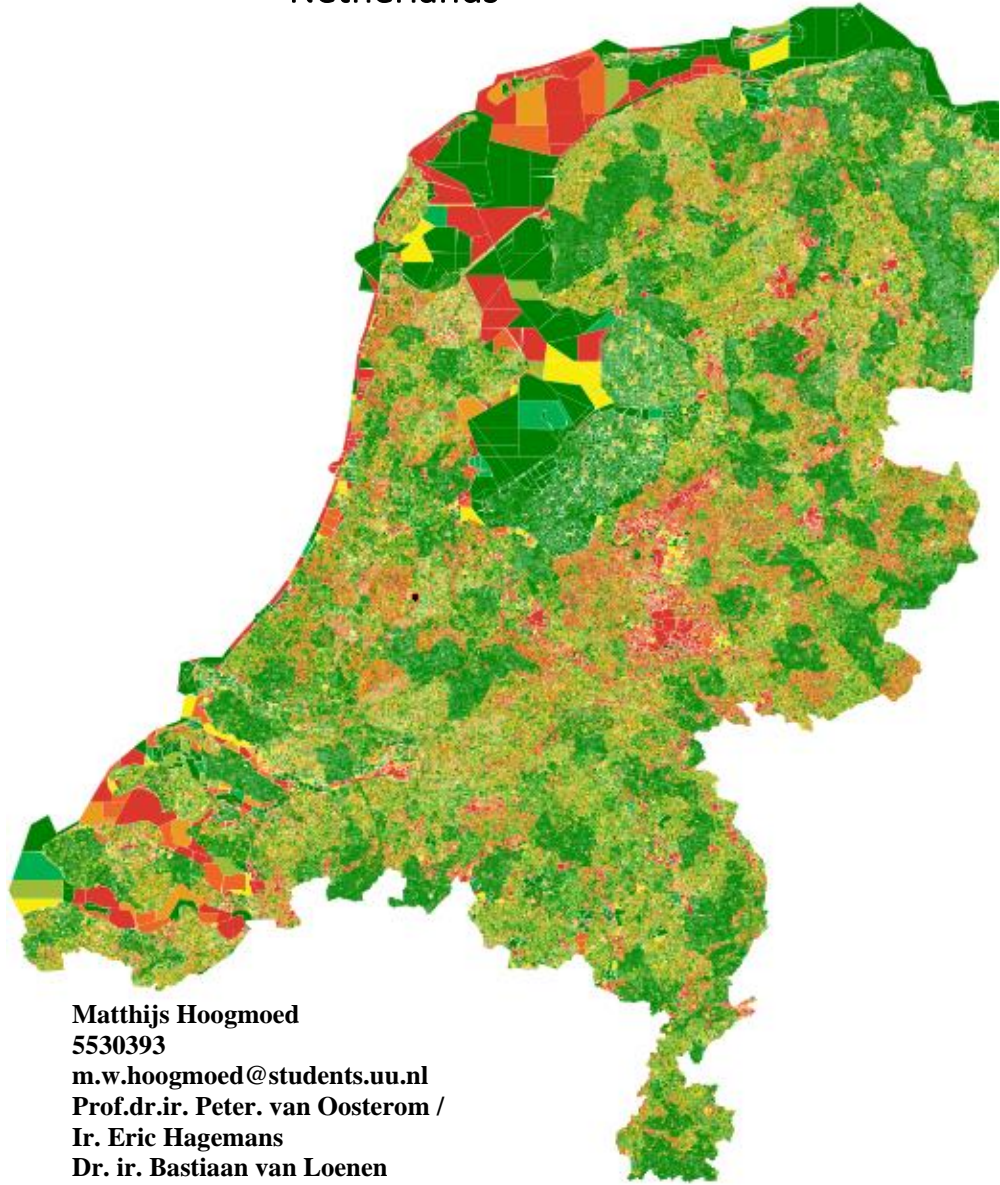 Netherlands
Matthijs Hoogmoed
5530393
m.w.hoogmoed@students.uu.nl
Prof.dr.ir. Peter. van Oosterom /
Ir. Eric Hagemans
Dr. ir. Bastiaan van Loenen